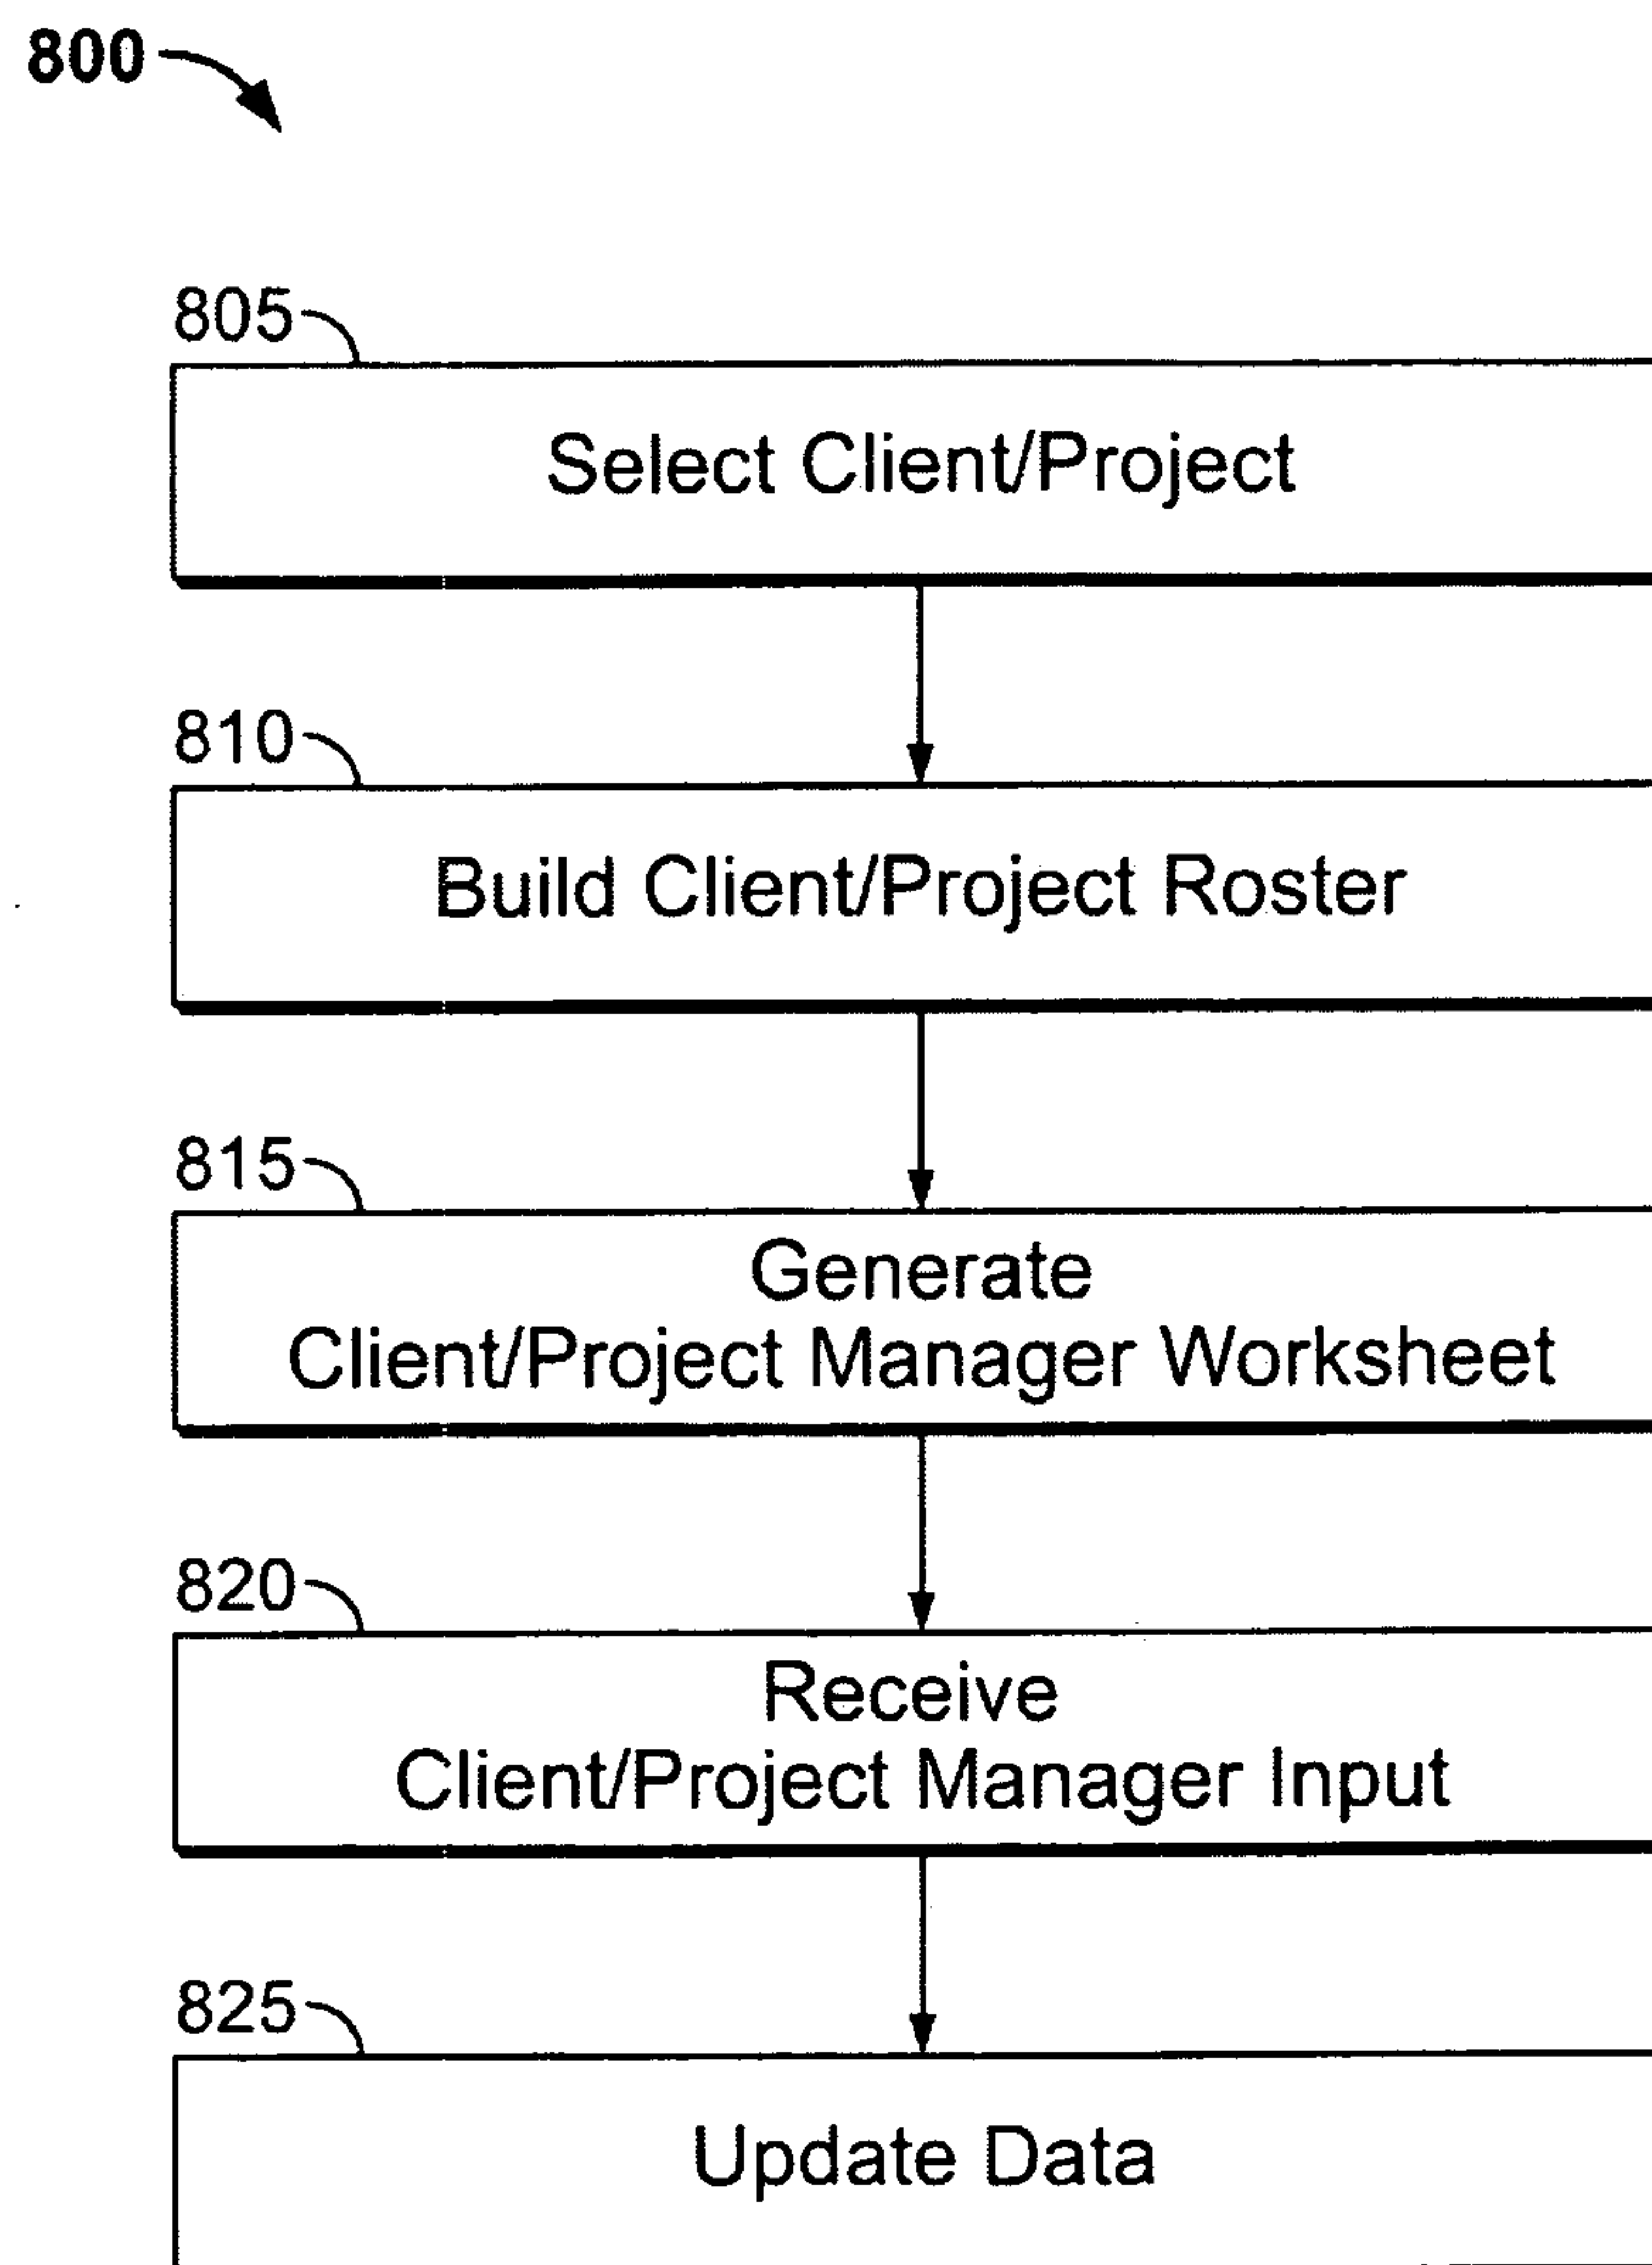 800
805
Select Client/Project
810
Build Client/Project Roster
815
Generate
Client/Project Manager Worksheet
820
Receive
Client/Project Manager Input
825
Update Data